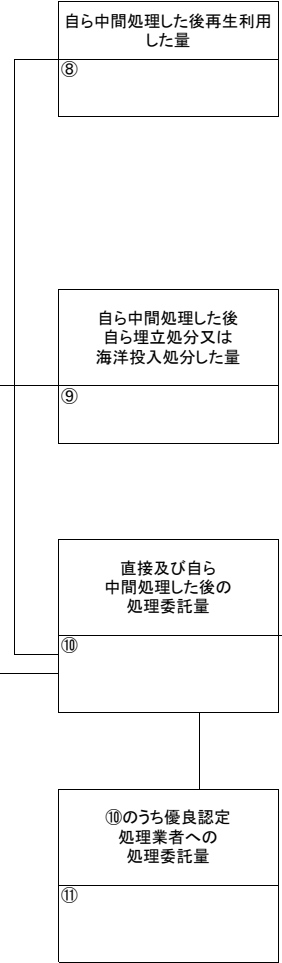 自ら中間処理した後再生利用
した量
⑧
自ら中間処理した後
自ら埋立処分又は
海洋投入処分した量
⑨
直接及び自ら
中間処理した後の
処理委託量
⑩
⑩のうち優良認定
処理業者への
処理委託量
⑪